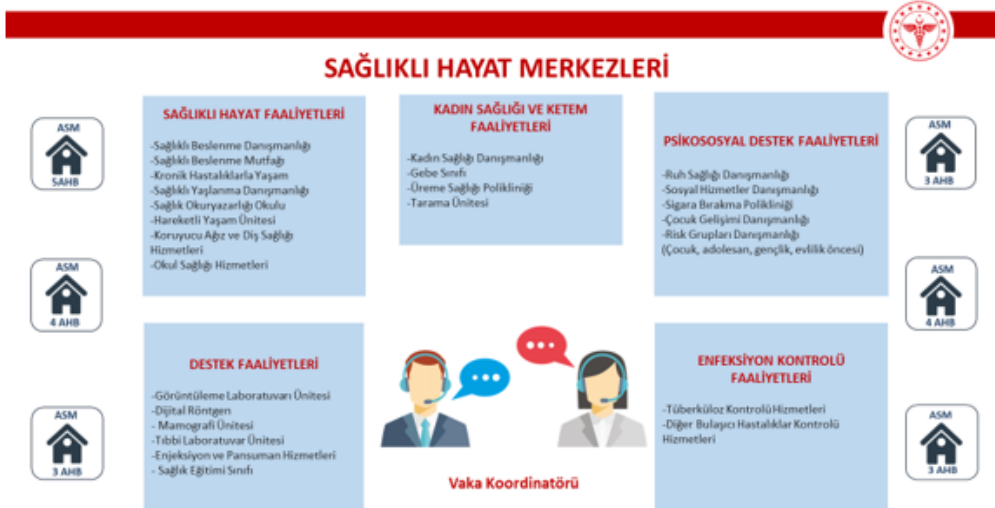 SAĞLIKLI HAYAT MERKEZLERİ
ASM
5AHB
ASM
4 AHB
ASM
3 AHB
SAĞLIKLI HAYAT FAALİYETLERİ
-Sağlıklı Beslenme Danışmanlığı
-Sağlıklı Beslenme Mutfağı
-Kronik Hastalıklarla Yaşam
-Sağlıklı Yaşlanma Danışmanlığı
-Sağlık Okuryazarlığı Okulu
-Hareketli Yaşam Ünitesi
-Koruyucu Ağız ve Diş Sağlığı
Hizmetleri
-Okul Sağlığı Hizmetleri
KADIN SAĞLIĞI VE KETEM
FAALİYETLERİ
-Kadın Sağlığı Danışmanlığı
-Gebe Sınıfı
-Üreme Sağlığı Polikliniği
-Tarama Ünitesi
PSİKOSOSYAL DESTEK FAALİYETLERİ
-Ruh Sağlığı Danışmanlığı
-Sosyal Hizmetler Danışmanlığı
-Sigara Bırakma Polikliniği
-Çocuk Gelişimi Danışmanlığı
-Risk Grupları Danışmanlığı
(Çocuk, adolesan, gençlik, evlilik öncesi)
DESTEK FAALİYETLERİ
-Görüntüleme Laboratuvarı Ünitesi
-Dijital Röntgen
- Mamografi Ünitesi
-Tıbbi Laboratuvar Ünitesi
-Enjeksiyon ve Pansuman Hizmetleri
- Sağlık Eğitimi Sınıfı
Vaka Koordinatörü
ENFEKSİYON KONTROLÜ
FAALİYETLERİ
-Tüberküloz Kontrolü Hizmetleri
-Diğer Bulaşıcı Hastalıklar Kontrolü
Hizmetleri
ASM
3 AHB
ASM
4 AHB
ASM
3 AHB